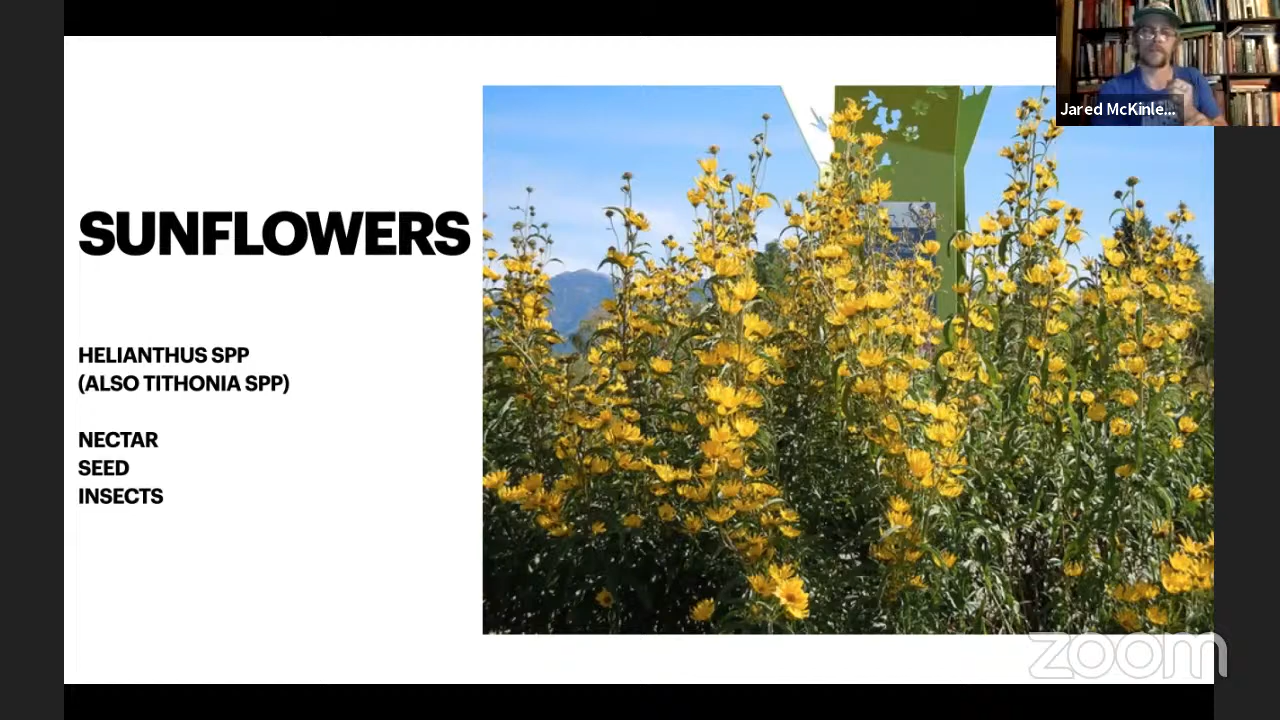 Jared McKinle...
SUNFLOWERS
HELIANTHUS SPP
(ALSO TITHONIA SPP)
NECTAR
SEED
INSECTS
zoom